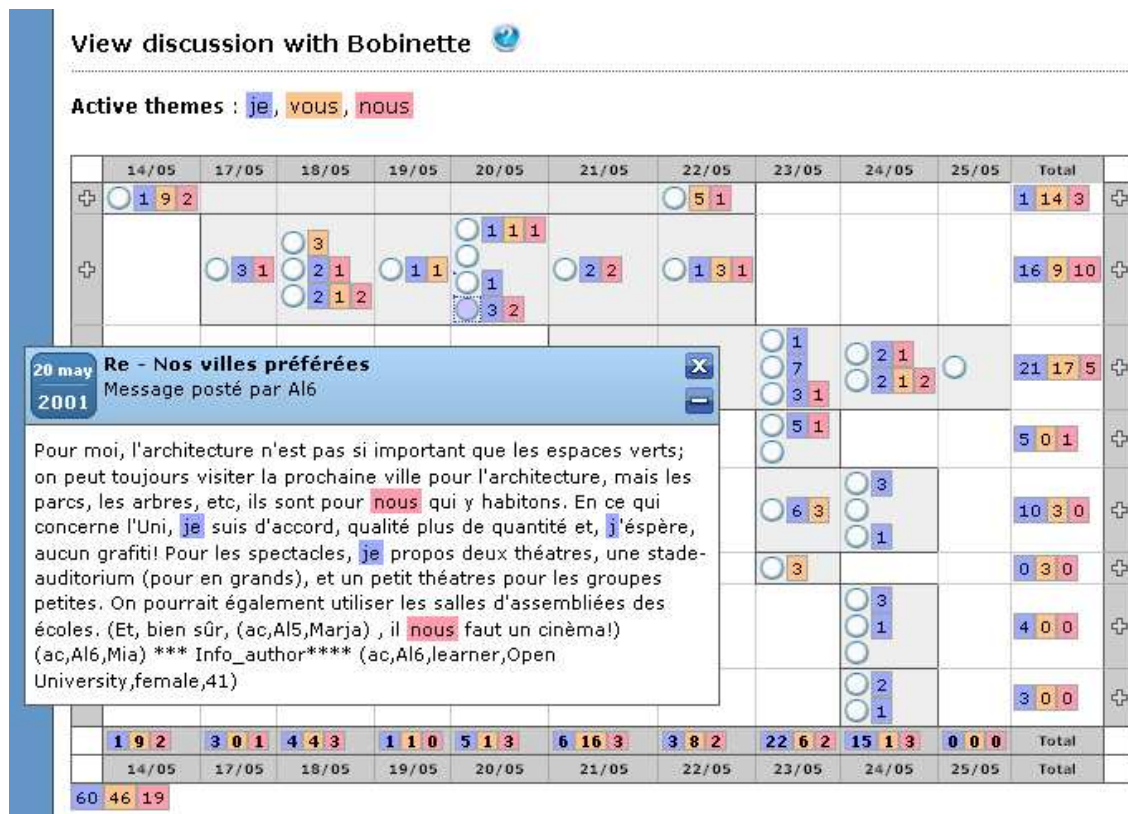 View discussion with Bobinette
Active themes : je, vous, nous
14/05 17/05 18/05 19/05 20/05 21/05 22/05 23/05 24/05 25/05 Total
1 9 2 5 1 1 14 3
1 1 1
3
3 1 2 1 1 1 2 2 1 3 1 16 9 10
1
2 1 2
3 2
20 may
2001
Re - Nos villes préférées
Message posté par Al6
Pour moi, l'architecture n'est pas si important que les espaces verts;
on peut toujours visiter la prochaine ville pour l'architecture, mais les
parcs, les arbres, etc, ils sont pour nous qui y habitons. En ce qui
concerne l'Uni, je suis d'accord, qualité plus de quantité et, j'éspère,
aucun grafiti! Pour les spectacles, je propos deux théatres, une stade-
auditorium (pour en grands), et un petit théatres pour les groupes
petites. On pourrait également utiliser les salles d'assembliées des
écoles. (Et, bien sûr, (ac,Al5,Marja) , il nous faut un cinèma!)
(ac,Al6,Mia) *** Info_author**** (ac,Al6,learner,Open
University,female,41)
1
2 1
7 21 17 5
2 1 2
3 1
5 1
5 0 1
3
6 3 10 3 0
1
3 0 3 0
3
1 4 0 0
2
3 0 0
1
1 9 2 3 0 1 4 4 3 1 1 0 5 1 3 6 16 3 3 8 2 22 6 2 15 1 3 0 0 0 Total
14/05 17/05 18/05 19/05 20/05 21/05 22/05 23/05 24/05 25/05 Total
60 46 19